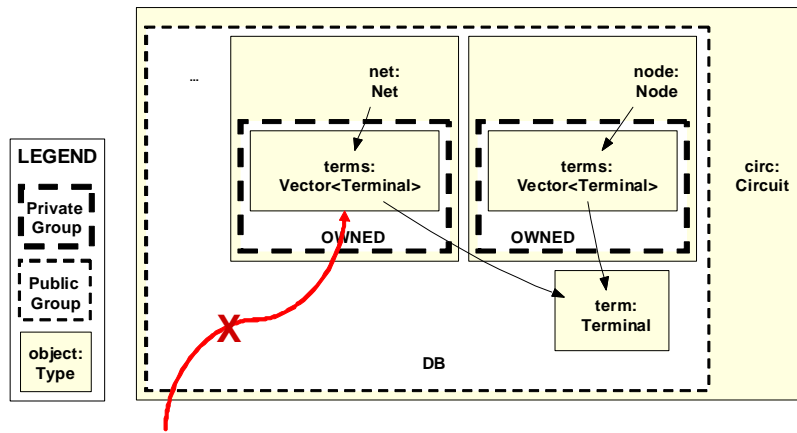 LEGEND
Private
Group
Public
Group
object:
Type
...
net:
Net
terms:
Vector<Terminal>
OWNED
node:
Node
terms:
Vector<Terminal>
OWNED
circ:
Circuit
X
term:
Terminal
DB